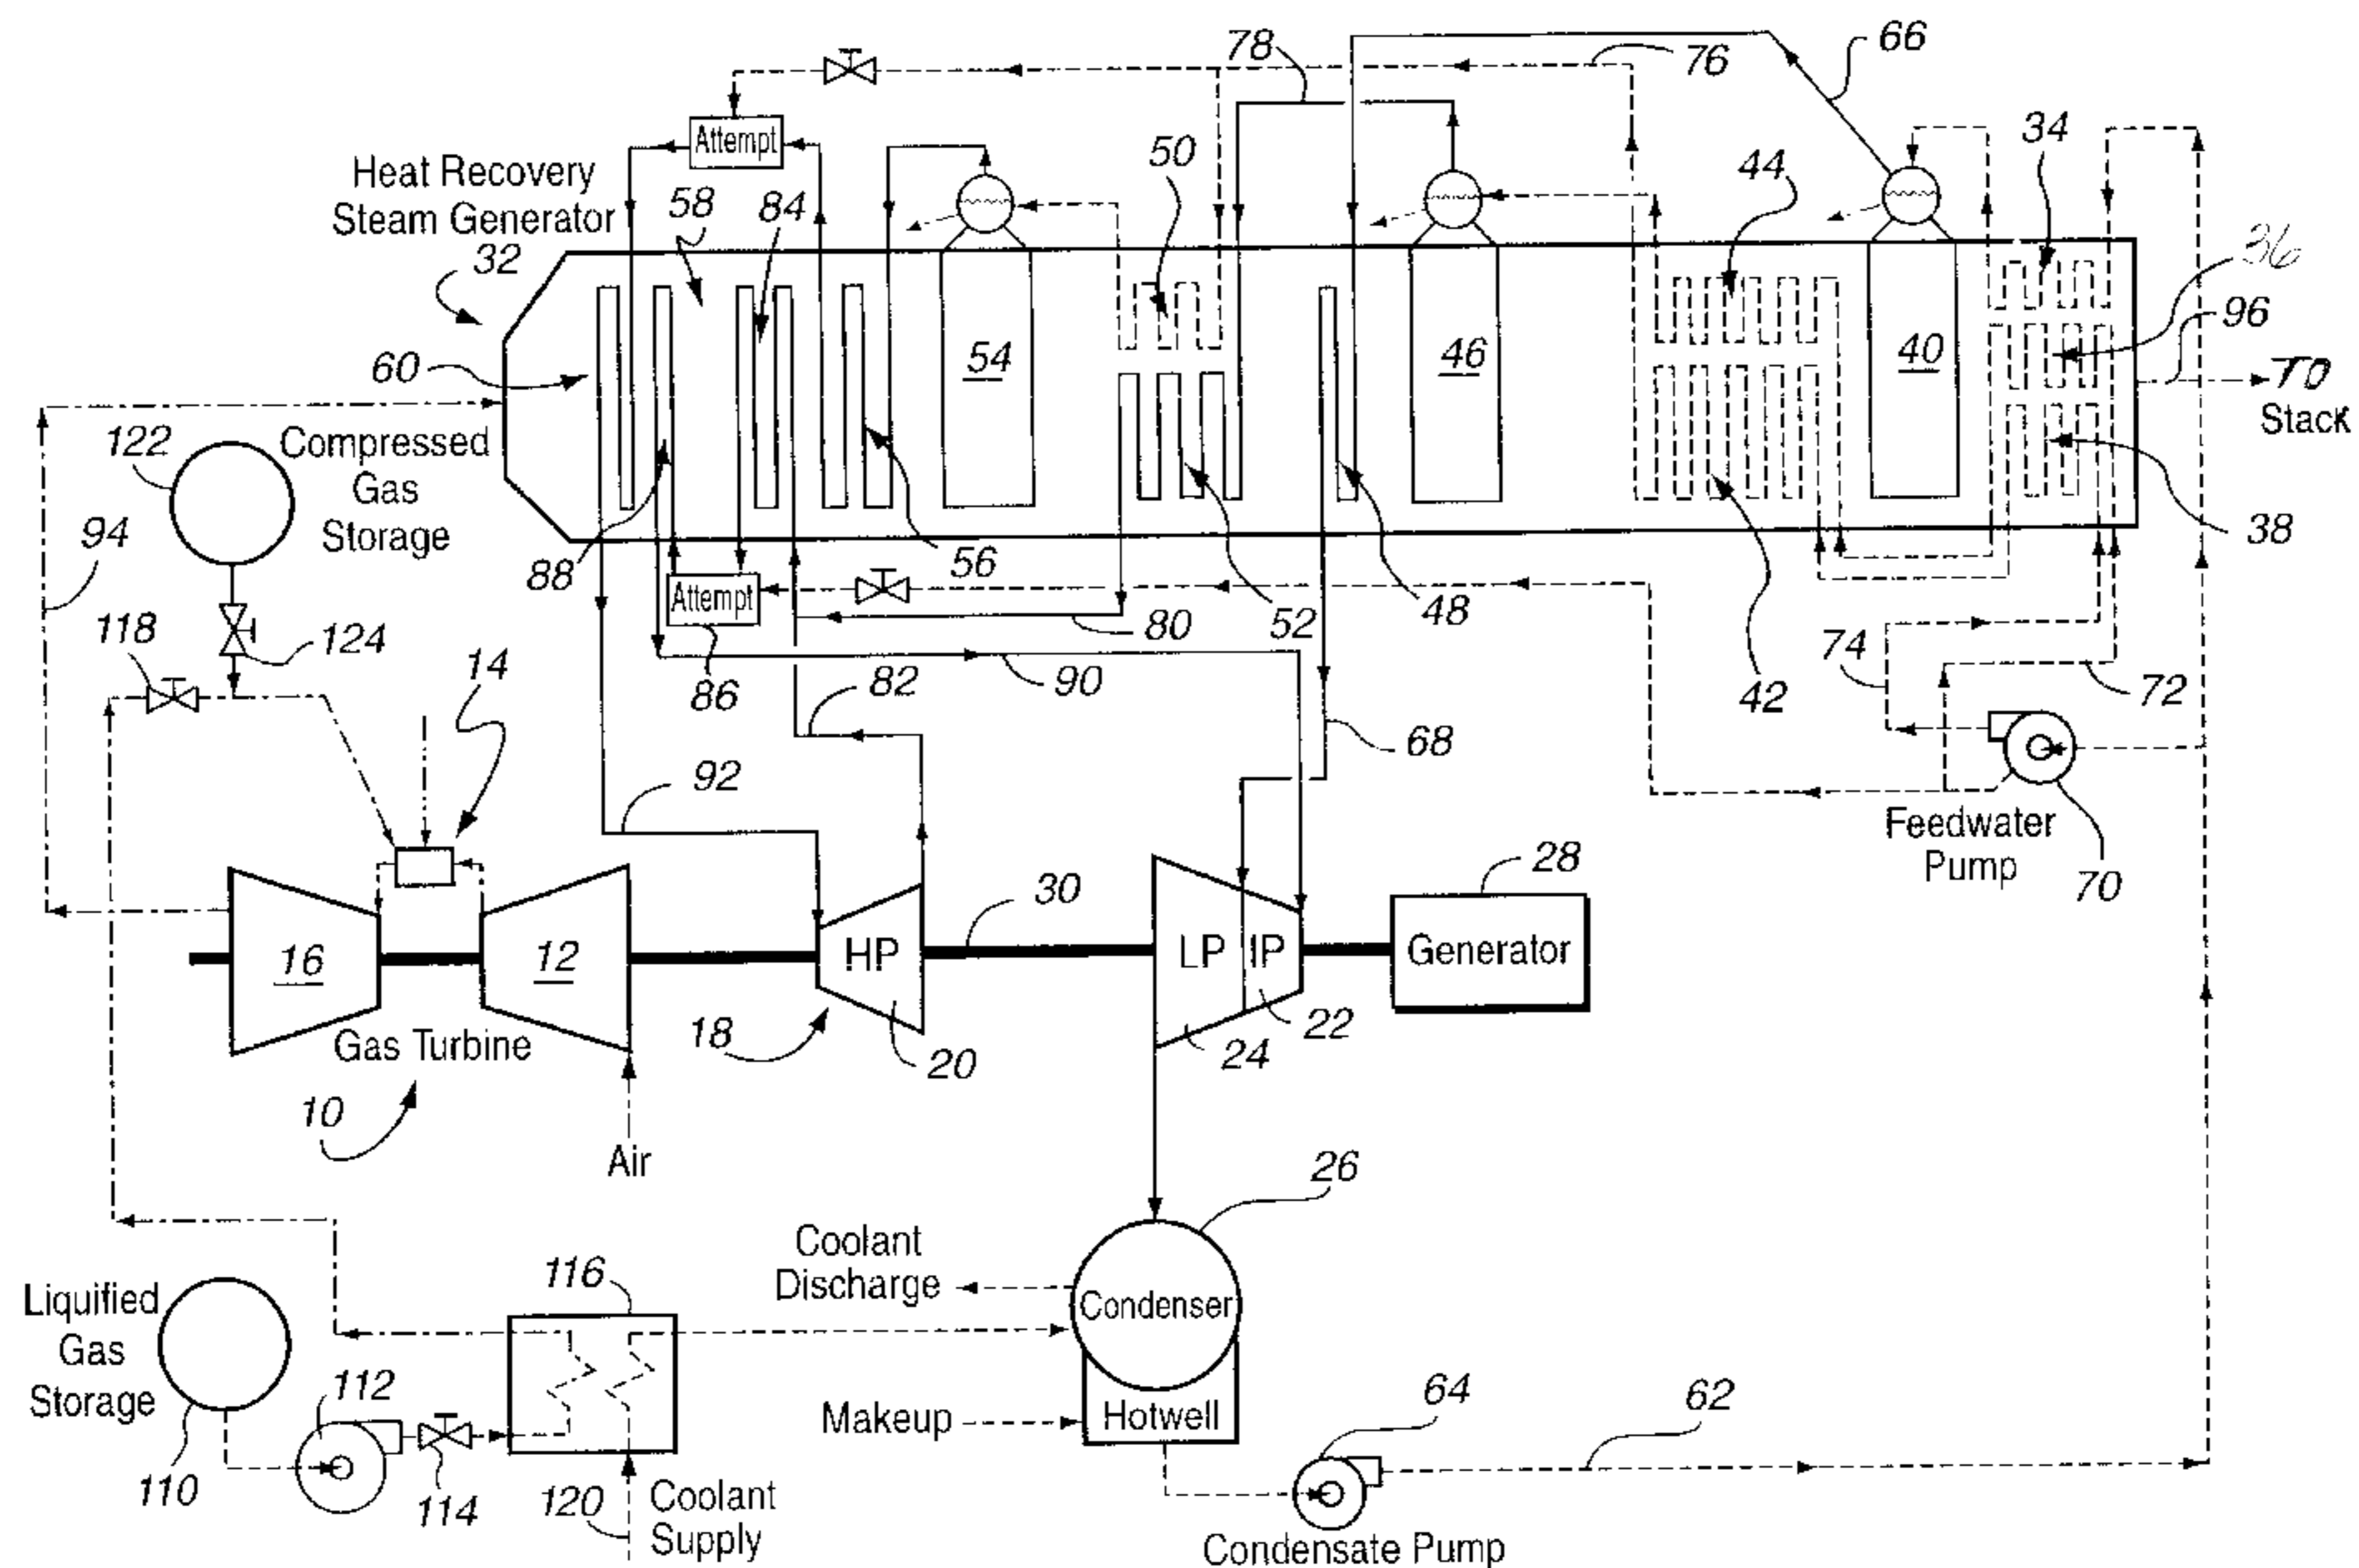 78
66
76
Attempt
50
44
34
Heat Recovery
Steam Generator
58
84
32
36
96
60
54
46
40
TO
Stack
122
Compressed
Gas
Storage
94
88
56
52
48
42
38
118
124
14
Attempt
86
80
90
82
74
72
68
92
Feedwater
Pump
70
28
30
16
12
HP
LP
IP
Generator
Gas Turbine
18
20
24
22
10
Air
26
116
Coolant
Discharge
Condenser
Liquified
Gas
Storage
112
Makeup
Hotwell
64
62
110
114
120
Coolant
Supply
Condensate Pump